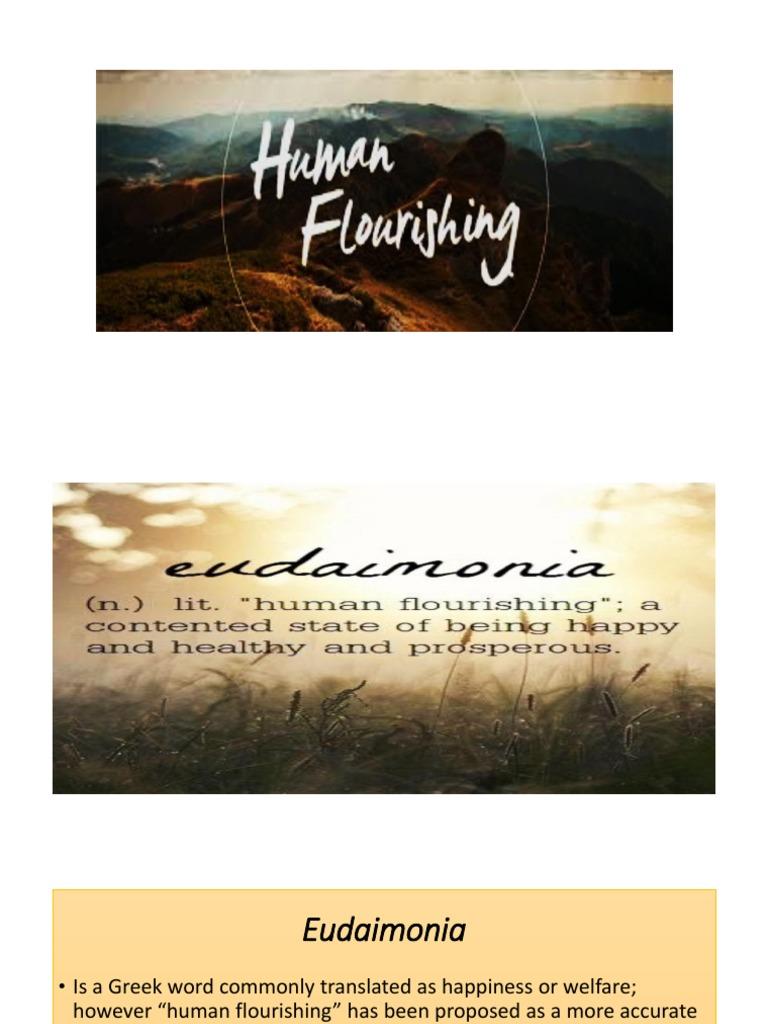 Human
Flourishing
eudaimonia
(n.) lit. "human flourishing"; a
contented state of being happy
and healthy and prosperous.
Eudaimonia
• Is a Greek word commonly translated as happiness or welfare;
however “human flourishing” has been proposed as a more accurate